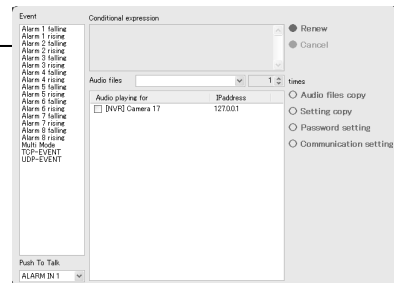 Event
Alarm 1 falling
Alarm 1 rising
Alarm 2 falling
Alarm 2 rising
Alarm 3 falling
Alarm 3 rising
Alarm 4 falling
Alarm 4 rising
Alarm 5 falling
Alarm 5 rising
Alarm 6 falling
Alarm 6 rising
Alarm 7 falling
Alarm 7 rising
Alarm 8 falling
Alarm 8 rising
Multi Mode
TCP-EVENT
UDP-EVENT
Push To Talk
ALARM IN 1
Conditional expression
Audio files
1 times
Audio playing for IPaddress
[NVR] Camera 17 127.0.0.1
Renew
Cancel
Audio files copy
Setting copy
Password setting
Communication setting